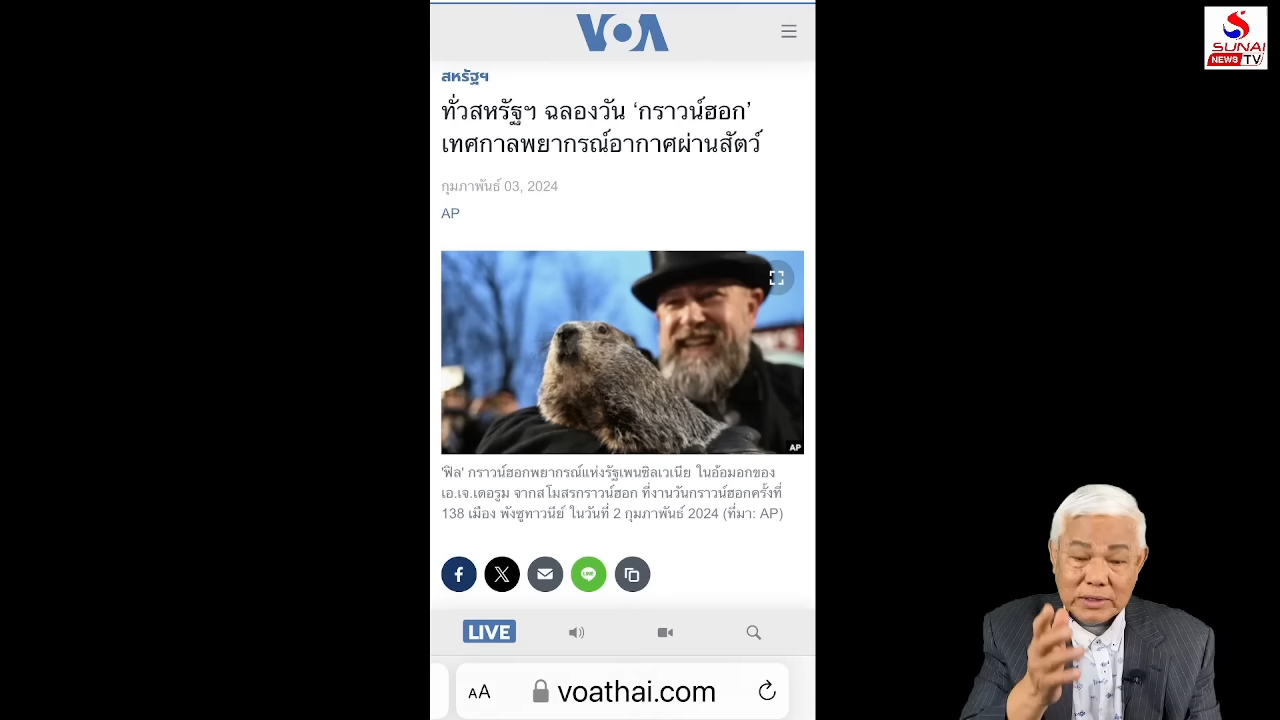 VOA
SUNAI
NEWS TV
สหรัฐฯ
ทั่วสหรัฐฯ ฉลองวัน ‘กราวน์ฮอก’
เทศกาลพยากรณ์อากาศผ่านสัตว์
กุมภาพันธ์ 03, 2024
AP
AP
'ฟิล' กราวน์ฮอกพยากรณ์แห่งรัฐเพนซิลเวเนีย ในอ้อมอกของ
เอ.เจ.เดอรูม จากสโมสรกราวน์ฮอก ที่งานวันกราวน์ฮอกครั้งที่
138 เมือง พังซูทาวนีย์ ในวันที่ 2 กุมภาพันธ์ 2024 (ที่มา: AP)
LINE
LIVE
AA voathai.com